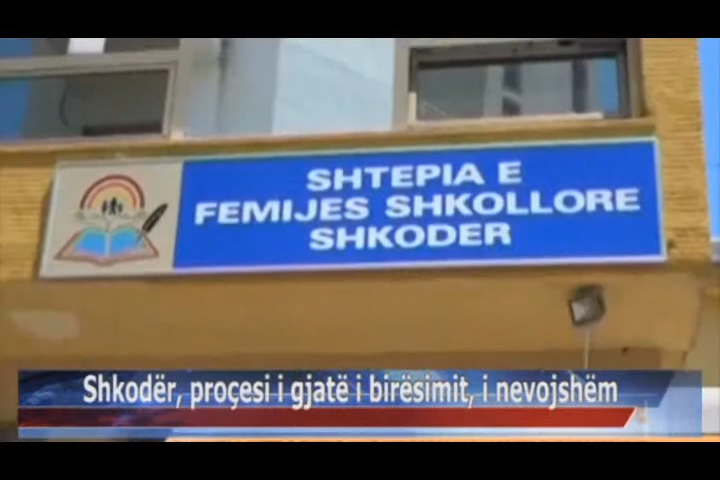 SHTEPIA E
FEMIJES SHKOLLORE
SHKODER
Shkodër, proçesi i gjatë i birësimit, i nevojshëm